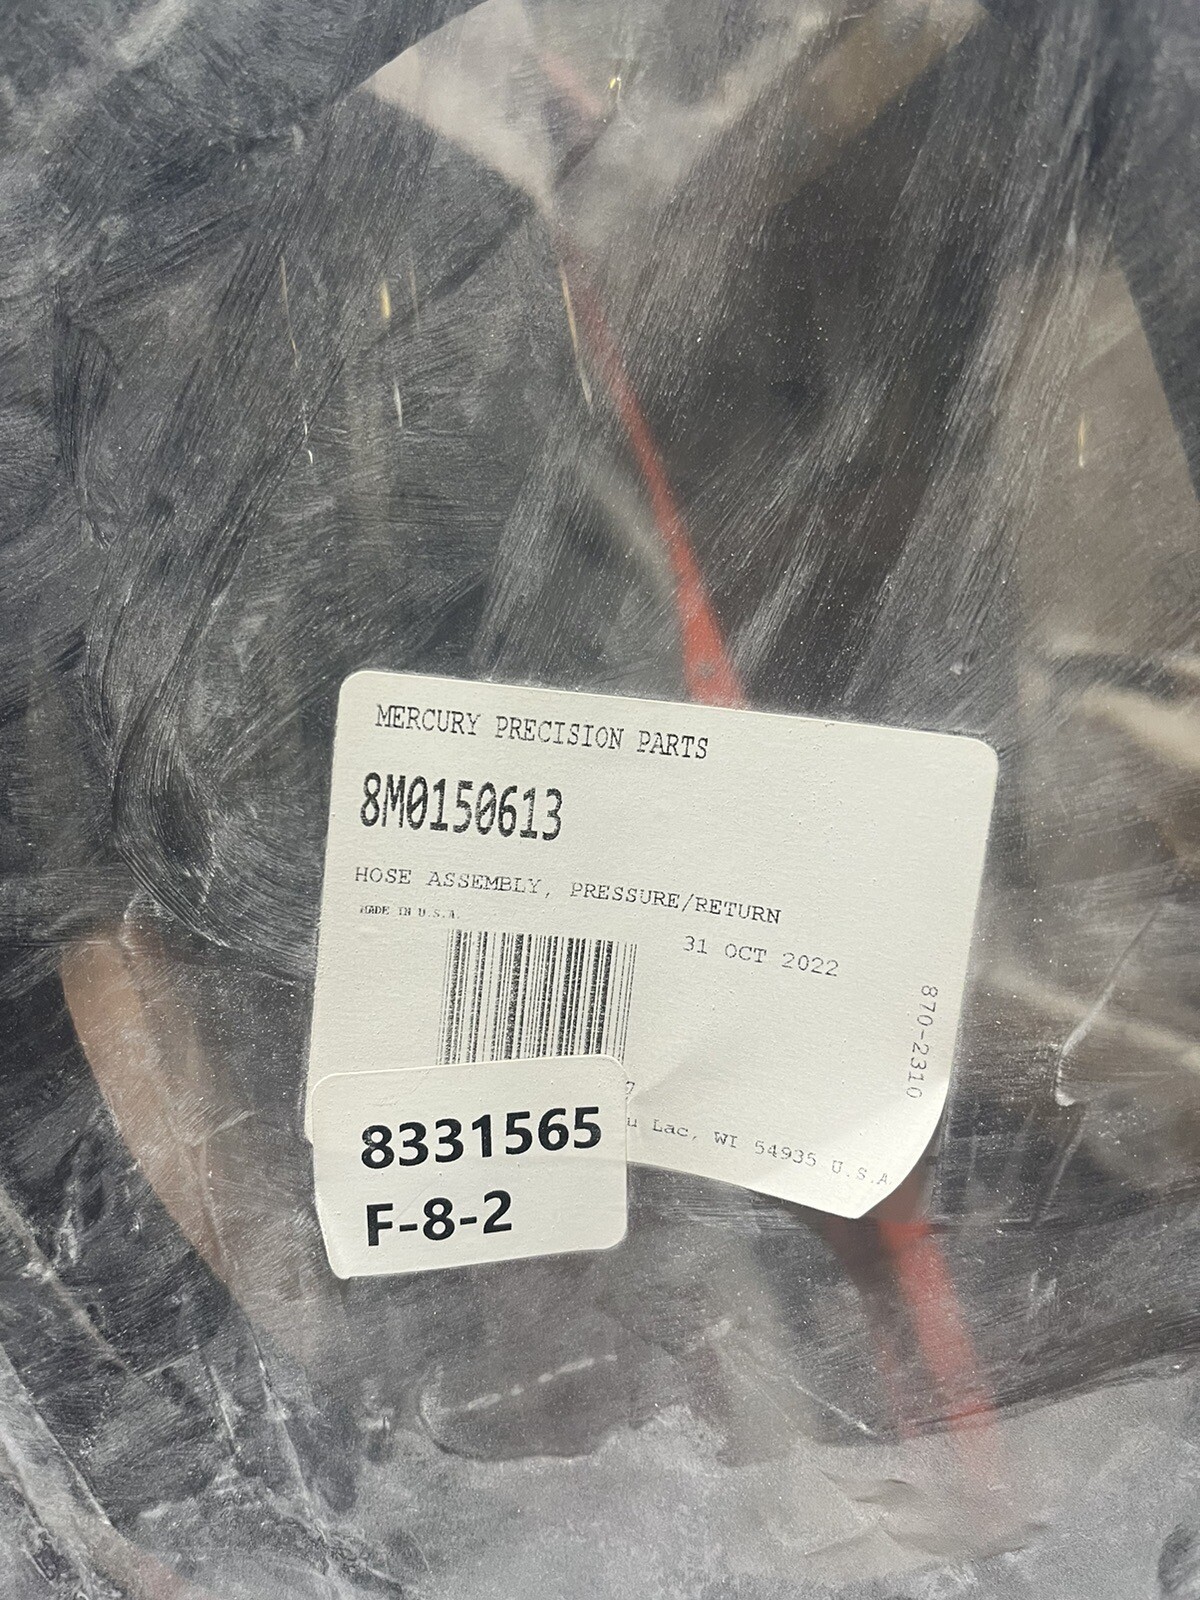 MERCURY PRECISION PARTS
8M0150613
HOSE ASSEMBLY, PRESSURE/RETURN
MADE IN U.S.A.
31 OCT 2022
870-2310
Lac, WI 54935 U.S.A
8331565
F-8-2